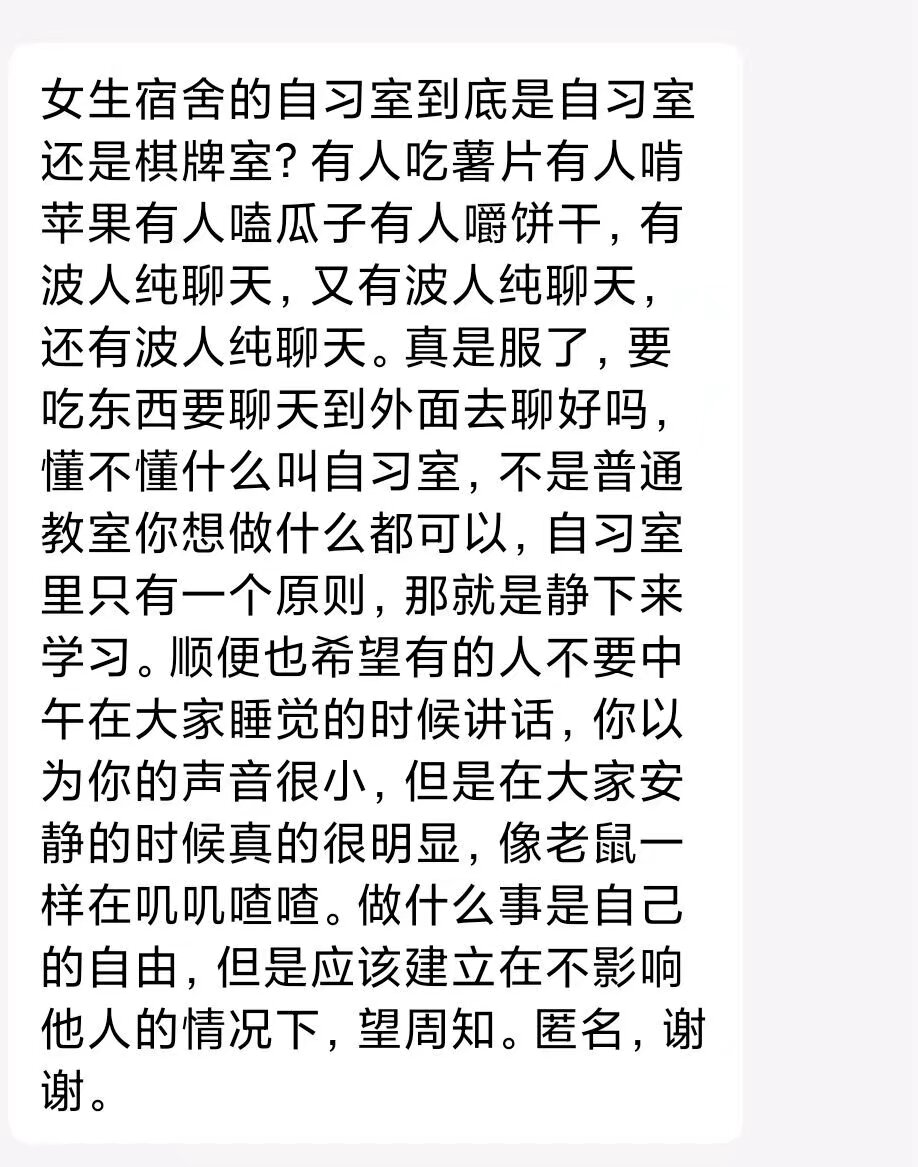 女生宿舍的自习室到底是自习室
还是棋牌室？有人吃薯片有人啃
苹果有人嗑瓜子有人嚼饼干，有
波人纯聊天，又有波人纯聊天，
还有波人纯聊天。真是服了，要
吃东西要聊天到外面去聊好吗，
懂不懂什么叫自习室，不是普通
教室你想做什么都可以，自习室
里只有一个原则，那就是静下来
学习。顺便也希望有的人不要中
午在大家睡觉的时候讲话，你以
为你的声音很小，但是在大家安
静的时候真的很明显，像老鼠一
样在叽叽喳喳。做什么事是自己
的自由，但是应该建立在不影响
他人的情况下，望周知。匿名，谢
谢。